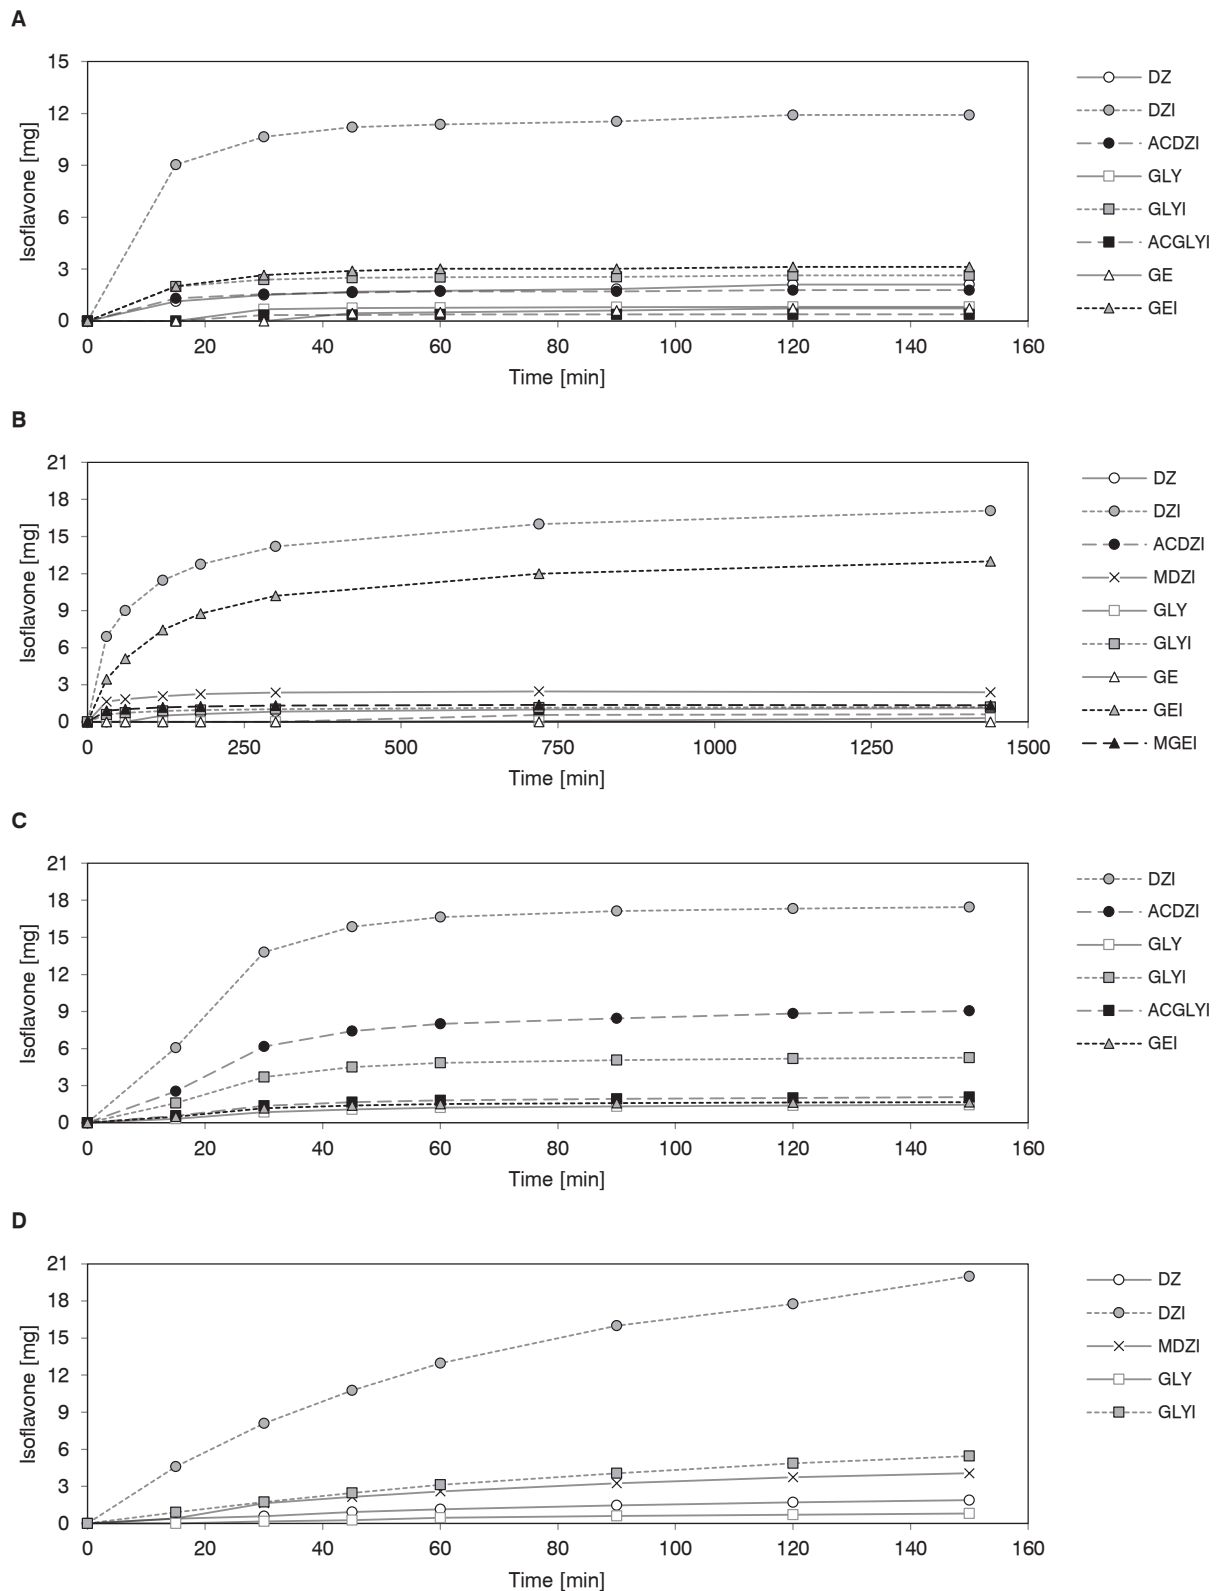 A
Isoflavone [mg]
15
12
9
6
3
0
0 20 40 60 80 100 120 140 160
Time [min]
DZ
DZI
ACDZI
GLY
GLYI
ACGLYI
GE
GEI
B
Isoflavone [mg]
21
18
15
12
9
6
3
0
0 250 500 750 1000 1250 1500
Time [min]
DZ
DZI
ACDZI
MDZI
GLY
GLYI
GE
GEI
MGEI
C
Isoflavone [mg]
21
18
15
12
9
6
3
0
0 20 40 60 80 100 120 140 160
Time [min]
DZI
ACDZI
GLY
GLYI
ACGLYI
GEI
D
Isoflavone [mg]
21
18
15
12
9
6
3
0
0 20 40 60 80 100 120 140 160
Time [min]
DZ
DZI
MDZI
GLY
GLYI